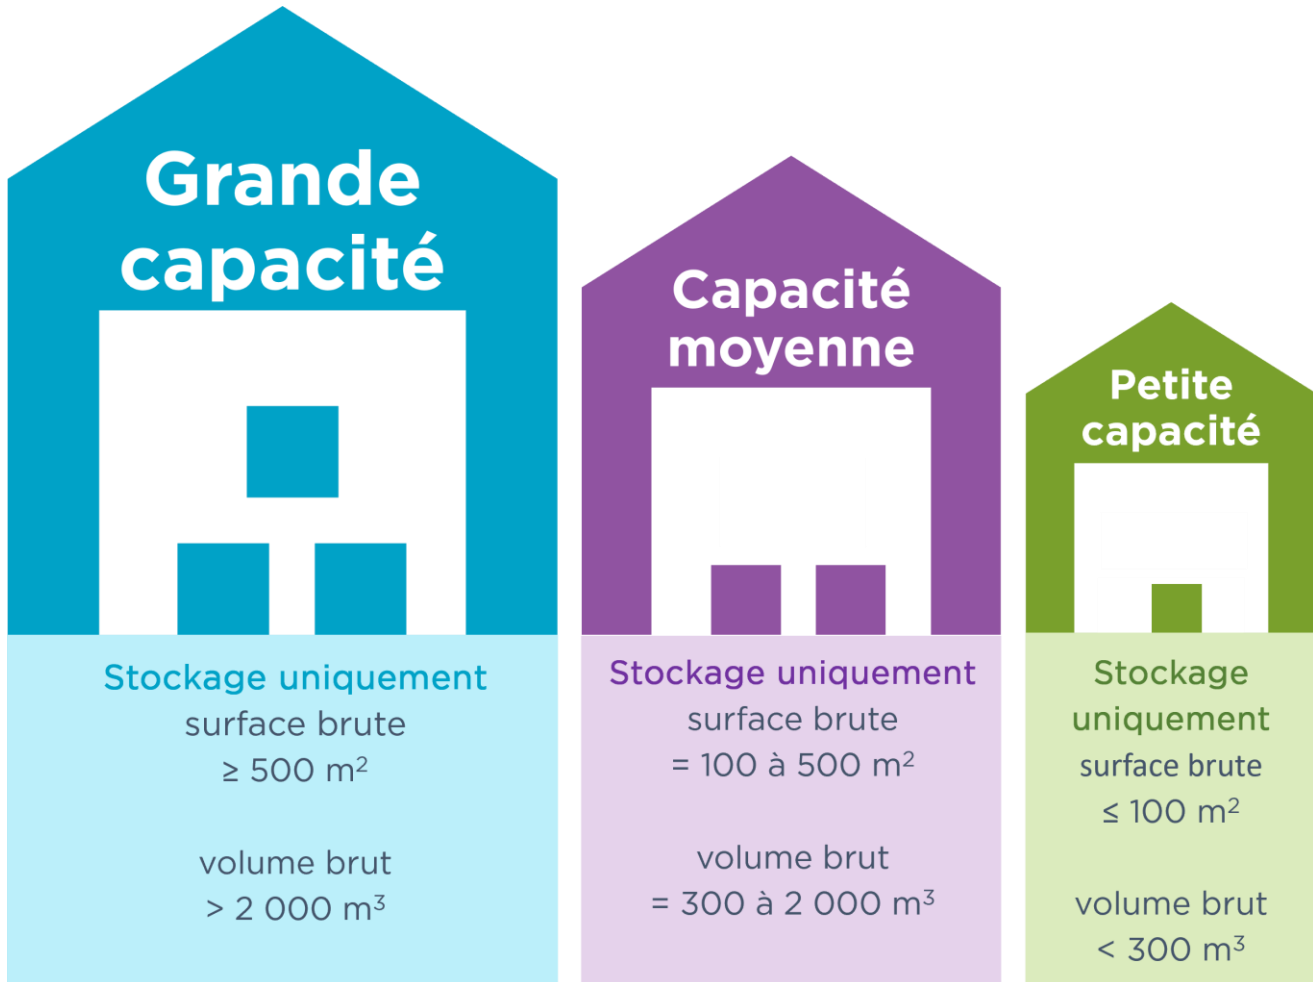 Grande
capacité
Stockage uniquement
surface brute
≥ 500 m²
volume brut
> 2 000 m³
Capacité
moyenne
Stockage uniquement
surface brute
= 100 à 500 m²
volume brut
= 300 à 2 000 m³
Petite
capacité
Stockage
uniquement
surface brute
≤ 100 m²
volume brut
< 300 m³